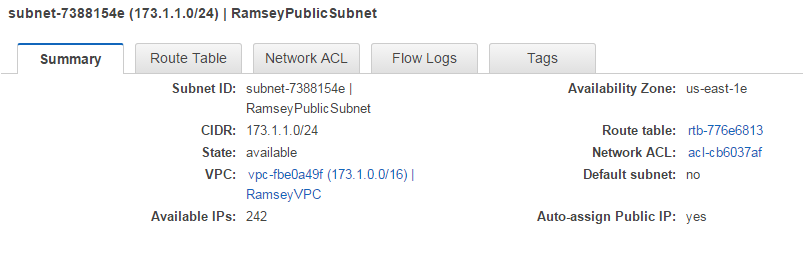 subnet-7388154e (173.1.1.0/24) | RamseyPublicSubnet
Summary Route Table Network ACL Flow Logs Tags
Subnet ID: subnet-7388154e | Availability Zone: us-east-1e
RamseyPublicSubnet
CIDR: 173.1.1.0/24 Route table: rtb-776e6813
State: available Network ACL: acl-cb6037af
VPC: vpc-fbe0a49f (173.1.0.0/16) | Default subnet: no
RamseyVPC
Available IPs: 242 Auto-assign Public IP: yes